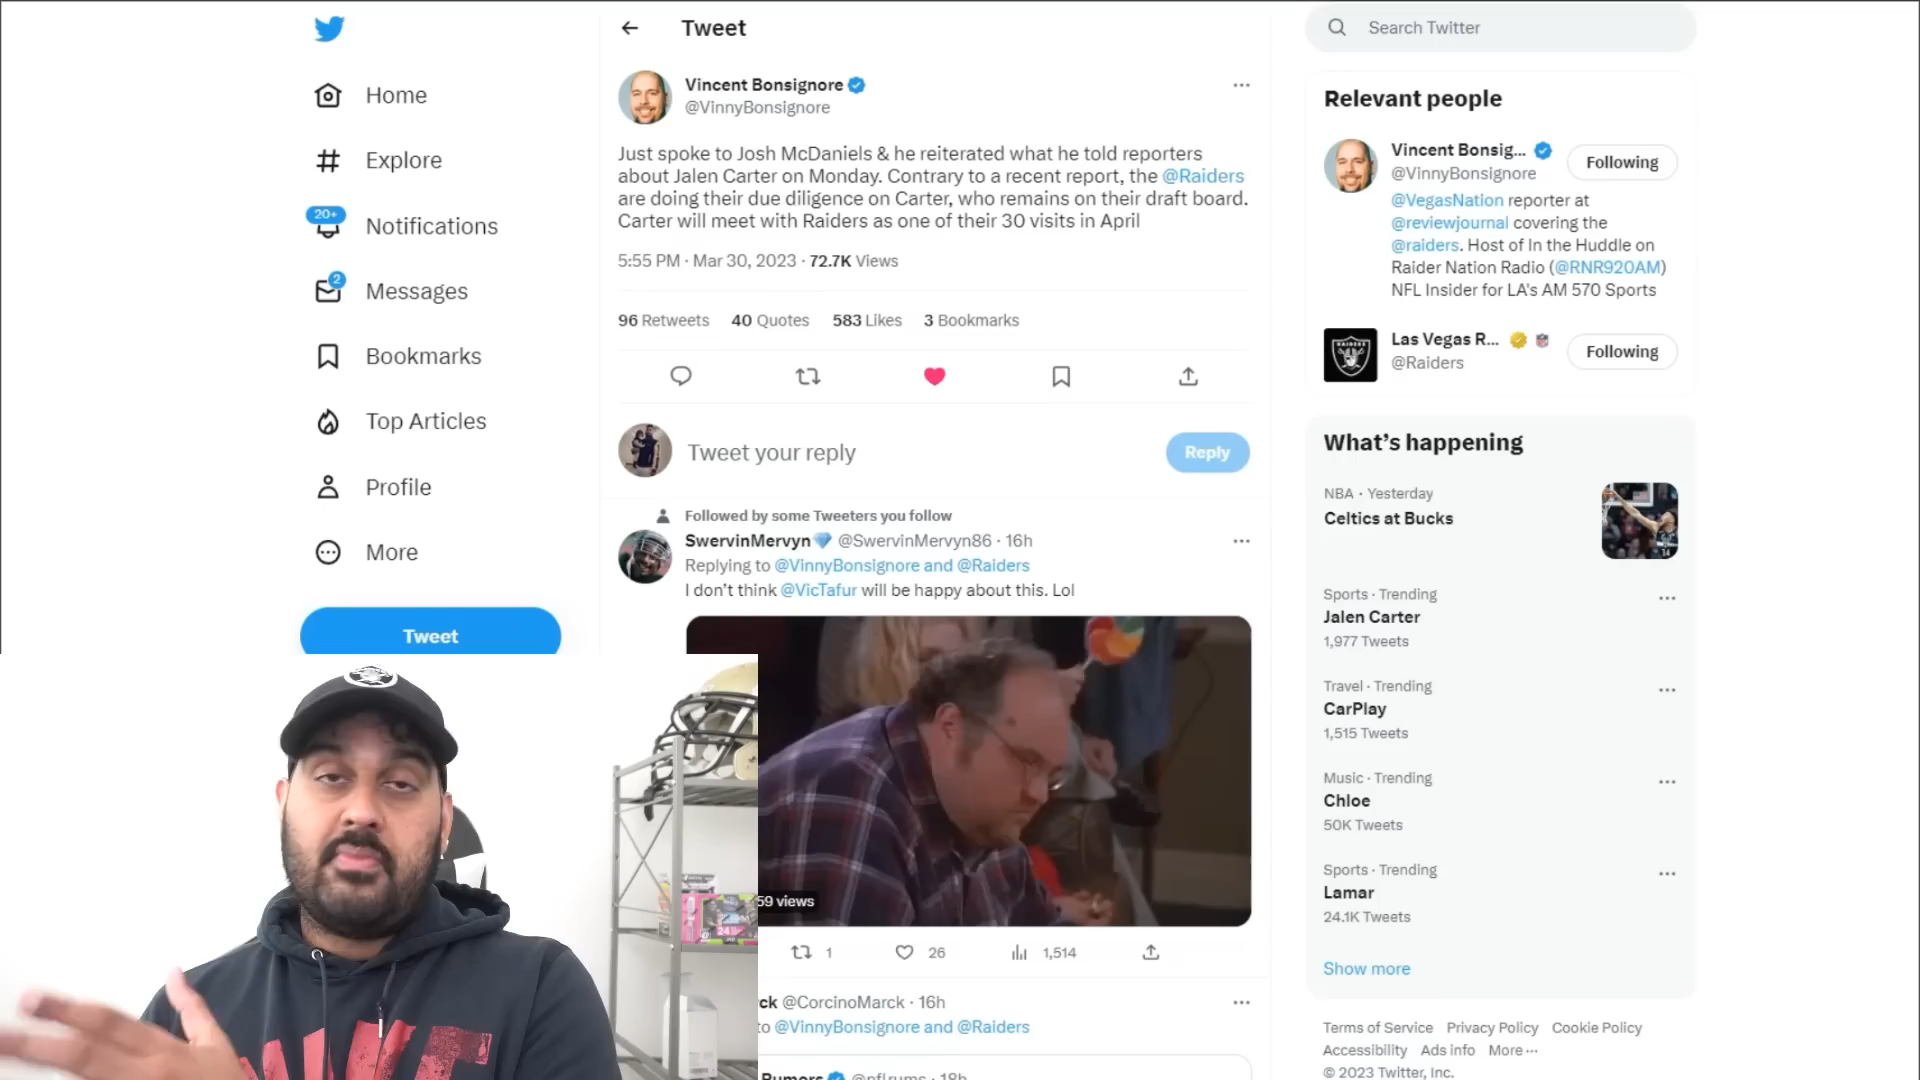 Home
Explore
20+
Notifications
2
Messages
Bookmarks
Top Articles
Profile
More
Tweet
Tweet
Vincent Bonsignore
@VinnyBonsignore
Just spoke to Josh McDaniels & he reiterated what he told reporters
about Jalen Carter on Monday. Contrary to a recent report, the @Raiders
are doing their due diligence on Carter, who remains on their draft board.
Carter will meet with Raiders as one of their 30 visits in April
5:55 PM · Mar 30, 2023 · 72.7K Views
96 Retweets 40 Quotes 583 Likes 3 Bookmarks
Tweet your reply
Reply
Followed by some Tweeters you follow
SwervinMervyn @SwervinMervyn86 · 16h
Replying to @VinnyBonsignore and @Raiders
I don't think @VicTafur will be happy about this. Lol
59 views
1 26 1,514
ck @CorcinoMarck · 16h
to @VinnyBonsignore and @Raiders
Rumors @nflrums · 18h
Search Twitter
Relevant people
Vincent Bonsig...
Following
@VinnyBonsignore
@VegasNation reporter at
@reviewjournal covering the
@raiders. Host of In the Huddle on
Raider Nation Radio (@RNR920AM)
NFL Insider for LA's AM 570 Sports
RAIDERS
Las Vegas R...
Following
@Raiders
What's happening
NBA · Yesterday
Celtics at Bucks
14
Sports · Trending
Jalen Carter
1,977 Tweets
Travel · Trending
CarPlay
1,515 Tweets
Music · Trending
Chloe
50K Tweets
Sports · Trending
Lamar
24.1K Tweets
Show more
Terms of Service Privacy Policy Cookie Policy
Accessibility Ads info More ...
© 2023 Twitter, Inc.
24